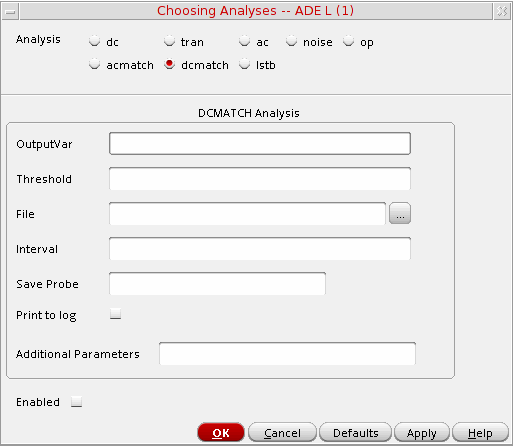 Choosing Analyses -- ADE L (1)
Analysis dc tran ac noise op
acmatch dcmatch lstb
DCMATCH Analysis
OutputVar
Threshold
File ...
Interval
Save Probe
Print to log
Additional Parameters
Enabled
OK Cancel Defaults Apply Help